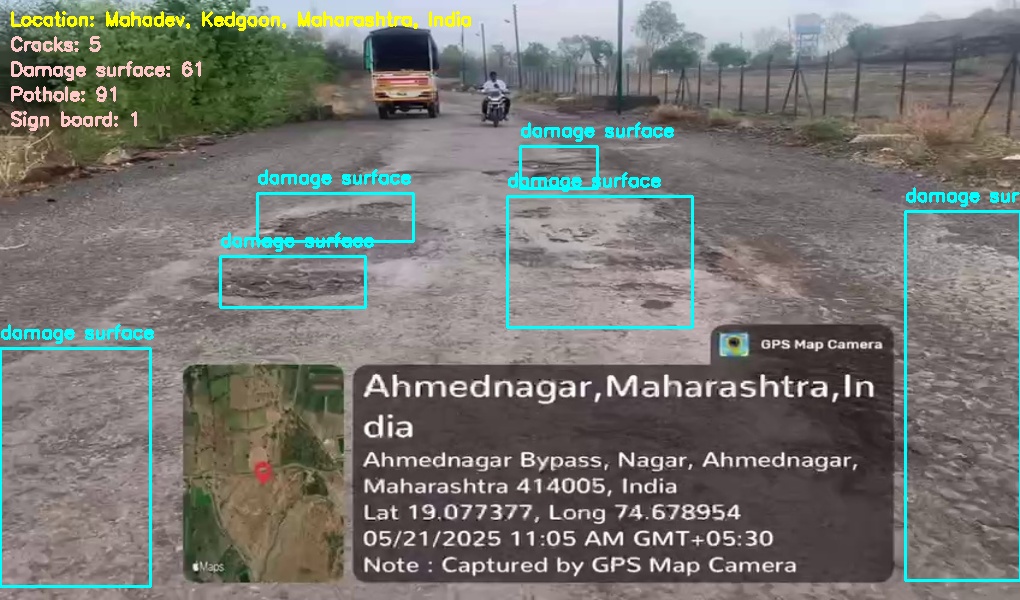 Location: Mahadev, Kedgaon, Maharashtra, India
Cracks: 5
Damage surface: 61
Pothole: 91
Sign board: 1
damage surface
damage surface
damage surface
damage sur
damage surface
damage surface
GPS Map Camera
Ahmednagar,Maharashtra,In
dia
Ahmednagar Bypass, Nagar, Ahmednagar,
Maharashtra 414005, India
Lat 19.077377, Long 74.678954
05/21/2025 11:05 AM GMT+05:30
Note : Captured by GPS Map Camera
Maps